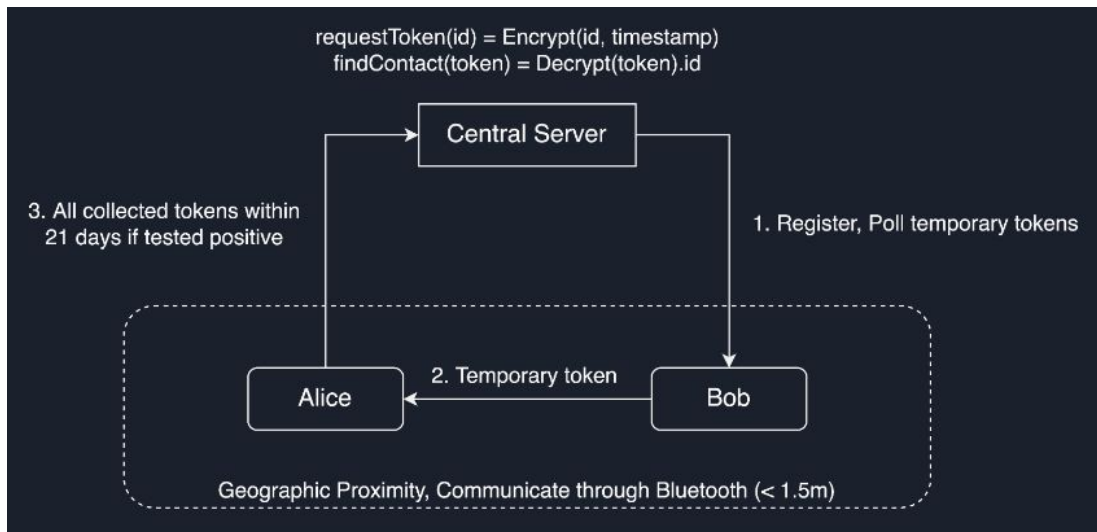 requestToken(id) = Encrypt(id, timestamp)
findContact(token) = Decrypt(token).id
Central Server
3. All collected tokens within
21 days if tested positive
1. Register, Poll temporary tokens
2. Temporary token
Alice
Bob
Geographic Proximity, Communicate through Bluetooth (< 1.5m)